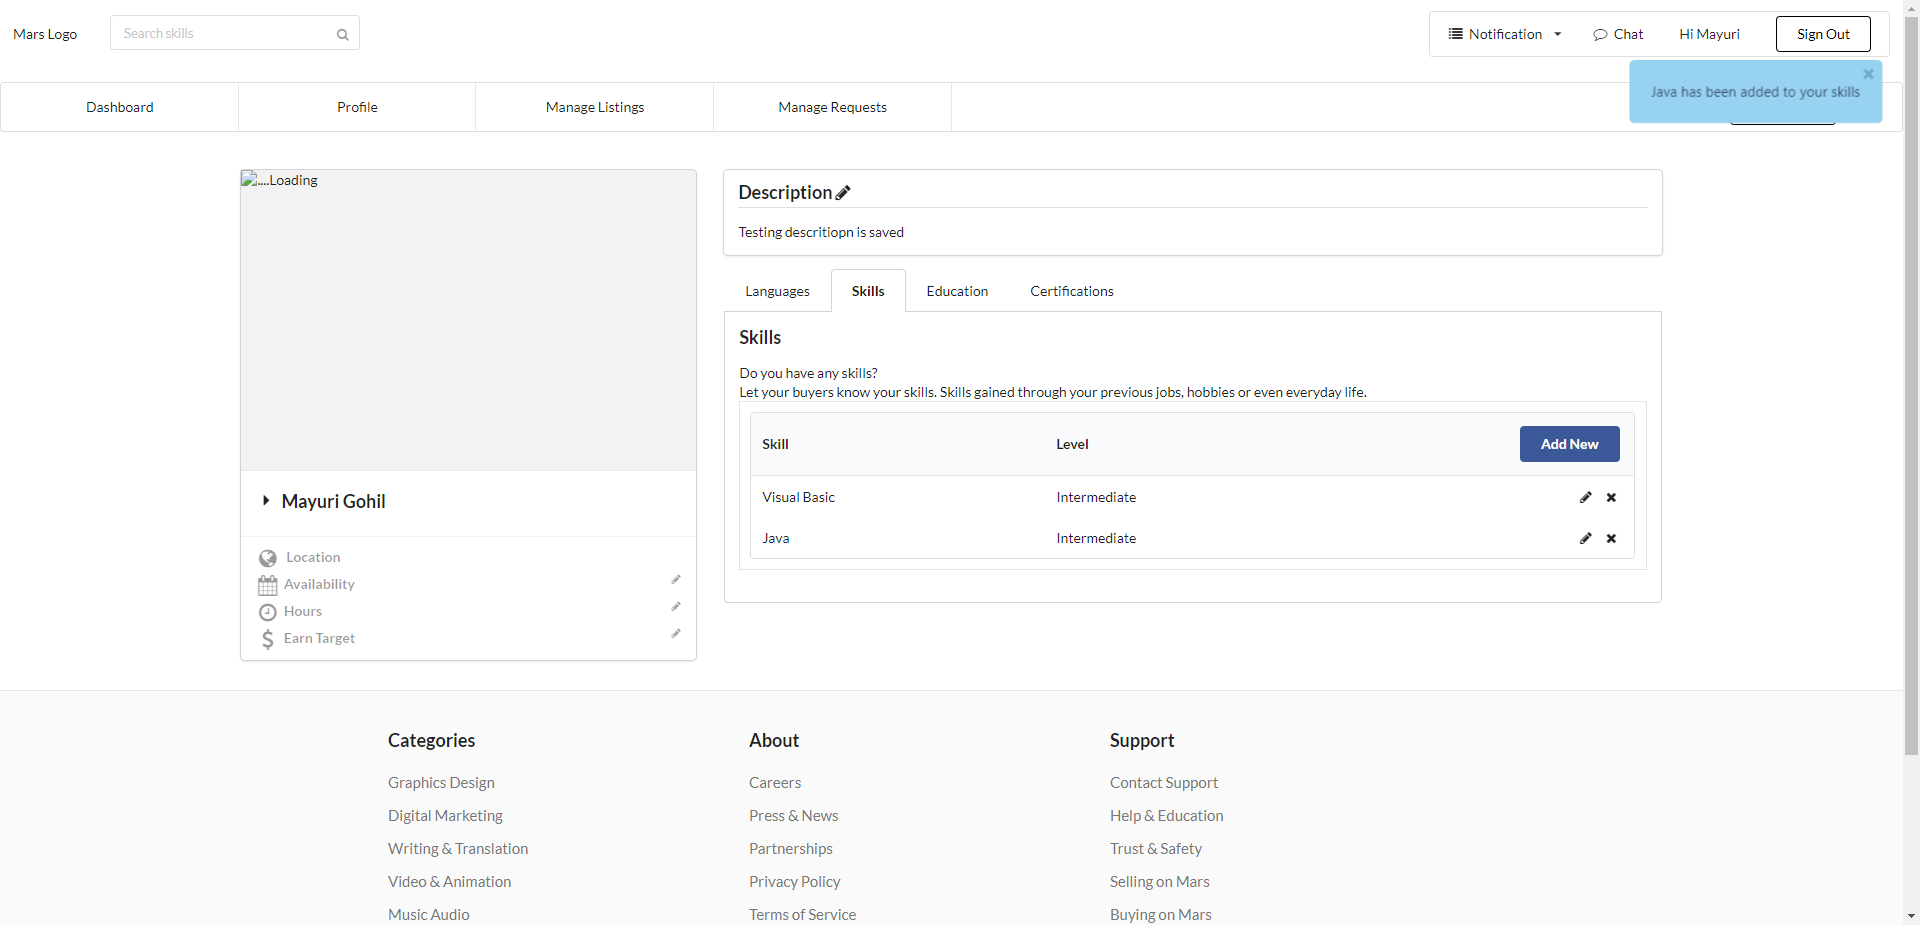 Mars Logo
Search skills
Notification
Chat
Hi Mayuri
Sign Out
Java has been added to your skills
Dashboard
Profile
Manage Listings
Manage Requests
....Loading
Mayuri Gohil
Location
Availability
Hours
Earn Target
Description
Testing descritiopn is saved
Languages
Skills
Education
Certifications
Skills
Do you have any skills?
Let your buyers know your skills. Skills gained through your previous jobs, hobbies or even everyday life.
Skill Level Add New
Visual Basic Intermediate
Java Intermediate
Categories
Graphics Design
Digital Marketing
Writing & Translation
Video & Animation
Music Audio
About
Careers
Press & News
Partnerships
Privacy Policy
Terms of Service
Support
Contact Support
Help & Education
Trust & Safety
Selling on Mars
Buying on Mars